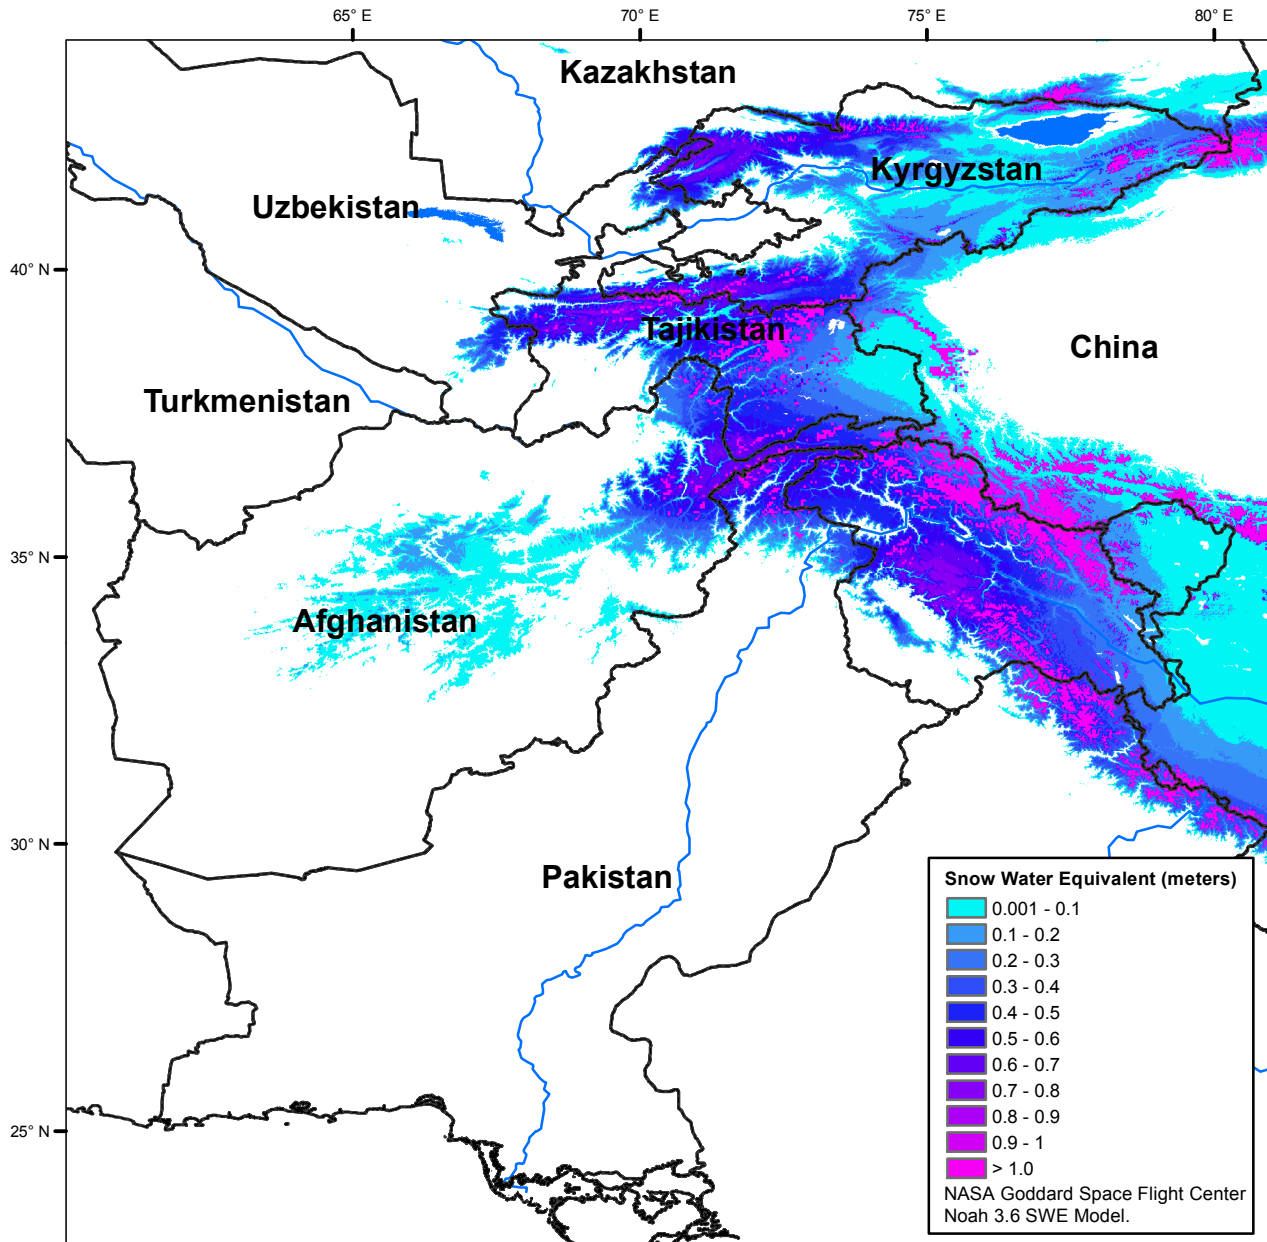 65° E
70° E
75° E
80° E
Kazakhstan
Kyrgyzstan
Uzbekistan
40° N
Tajikistan
China
Turkmenistan
35° N
Afghanistan
30° N
Pakistan
25° N
Snow Water Equivalent (meters)
0.001 - 0.1
0.1 - 0.2
0.2 - 0.3
0.3 - 0.4
0.4 - 0.5
0.5 - 0.6
0.6 - 0.7
0.7 - 0.8
0.8 - 0.9
0.9 - 1
> 1.0
NASA Goddard Space Flight Center
Noah 3.6 SWE Model.